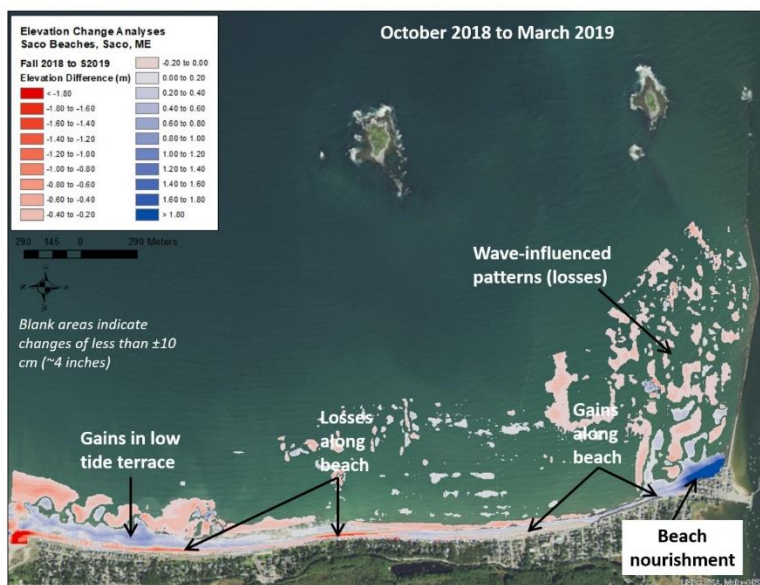 Elevation Change Analyses
Saco Beaches, Saco, ME
Fall 2018 to S2019
Elevation Difference (m)
< -1.80
-1.80 to -1.60
-1.60 to -1.40
-1.40 to -1.20
-1.20 to -1.00
-1.00 to -0.80
-0.80 to -0.60
-0.60 to -0.40
-0.40 to -0.20
-0.20 to 0.00
0.00 to 0.20
0.20 to 0.40
0.40 to 0.60
0.60 to 0.80
0.80 to 1.00
1.00 to 1.20
1.20 to 1.40
1.40 to 1.60
1.60 to 1.80
> 1.80
October 2018 to March 2019
290 145 0 290 Meters
Blank areas indicate
changes of less than ±10
cm (~4 inches)
Wave-influenced
patterns (losses)
Gains in low
tide terrace
Losses
along
beach
Gains
along
beach
Beach
nourishment